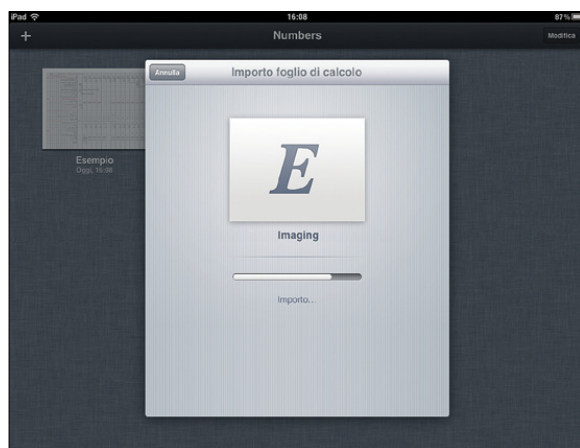 iPad 16:08 87%
+ Numbers Modifica
Annulla Importo foglio di calcolo
E
Esempio
Oggi, 16:08
Imaging
Importo...